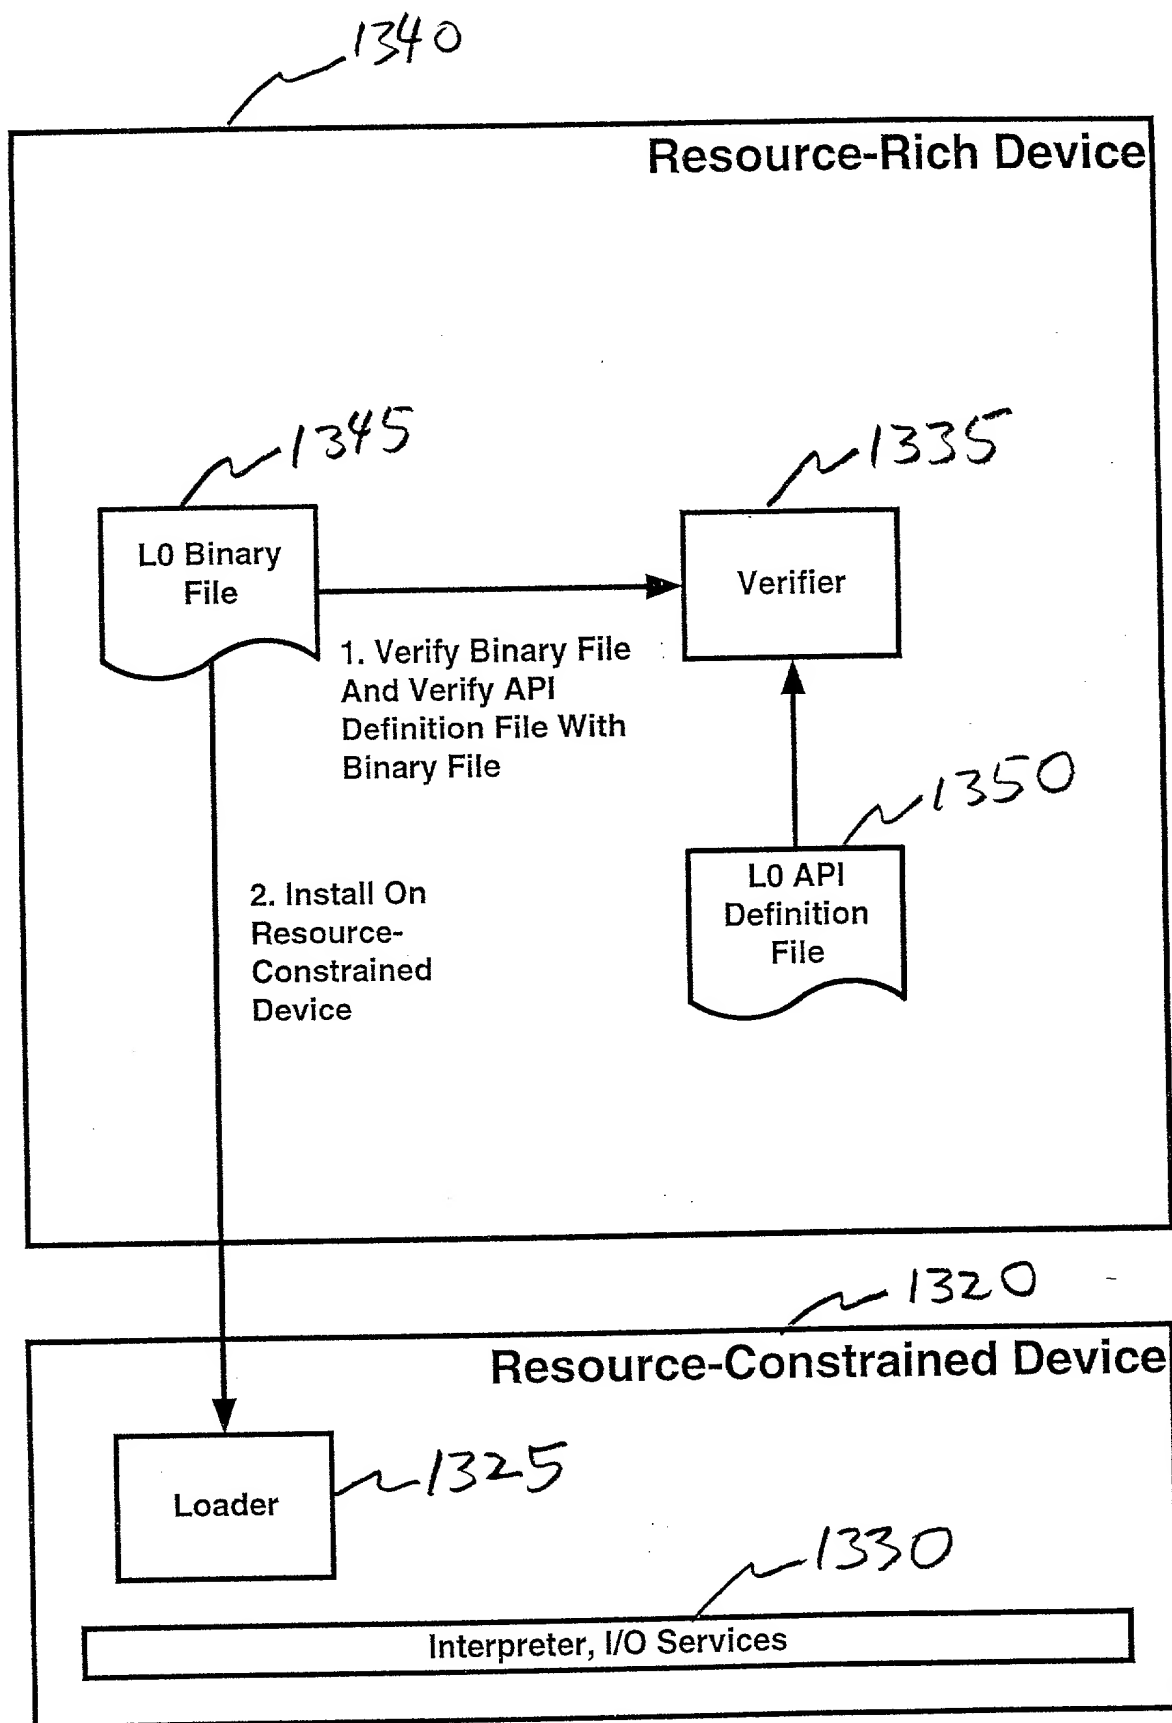 1340
Resource-Rich Device
1345
1335
L0 Binary
File
Verifier
1. Verify Binary File
And Verify API
Definition File With
Binary File
1350
L0 API
Definition
File
2. Install On
Resource-
Constrained
Device
1320
Resource-Constrained Device
Loader
1325
1330
Interpreter, I/O Services